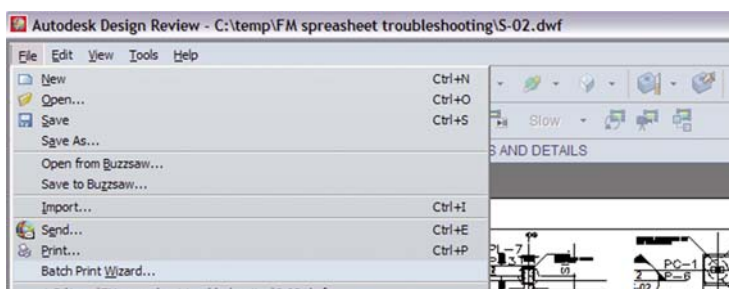 Autodesk Design Review - C:\temp\FM spreasheet troubleshooting\S-02.dwf
File Edit View Tools Help
New Ctrl+N
Open... Ctrl+O
Save Ctrl+S
Slow
Save As...
S AND DETAILS
Open from Buzzsaw...
Save to Buzzsaw...
Import... Ctrl+I
Send... Ctrl+E
Print... Ctrl+P
PL-7
PC-1
P-6
Batch Print Wizard...